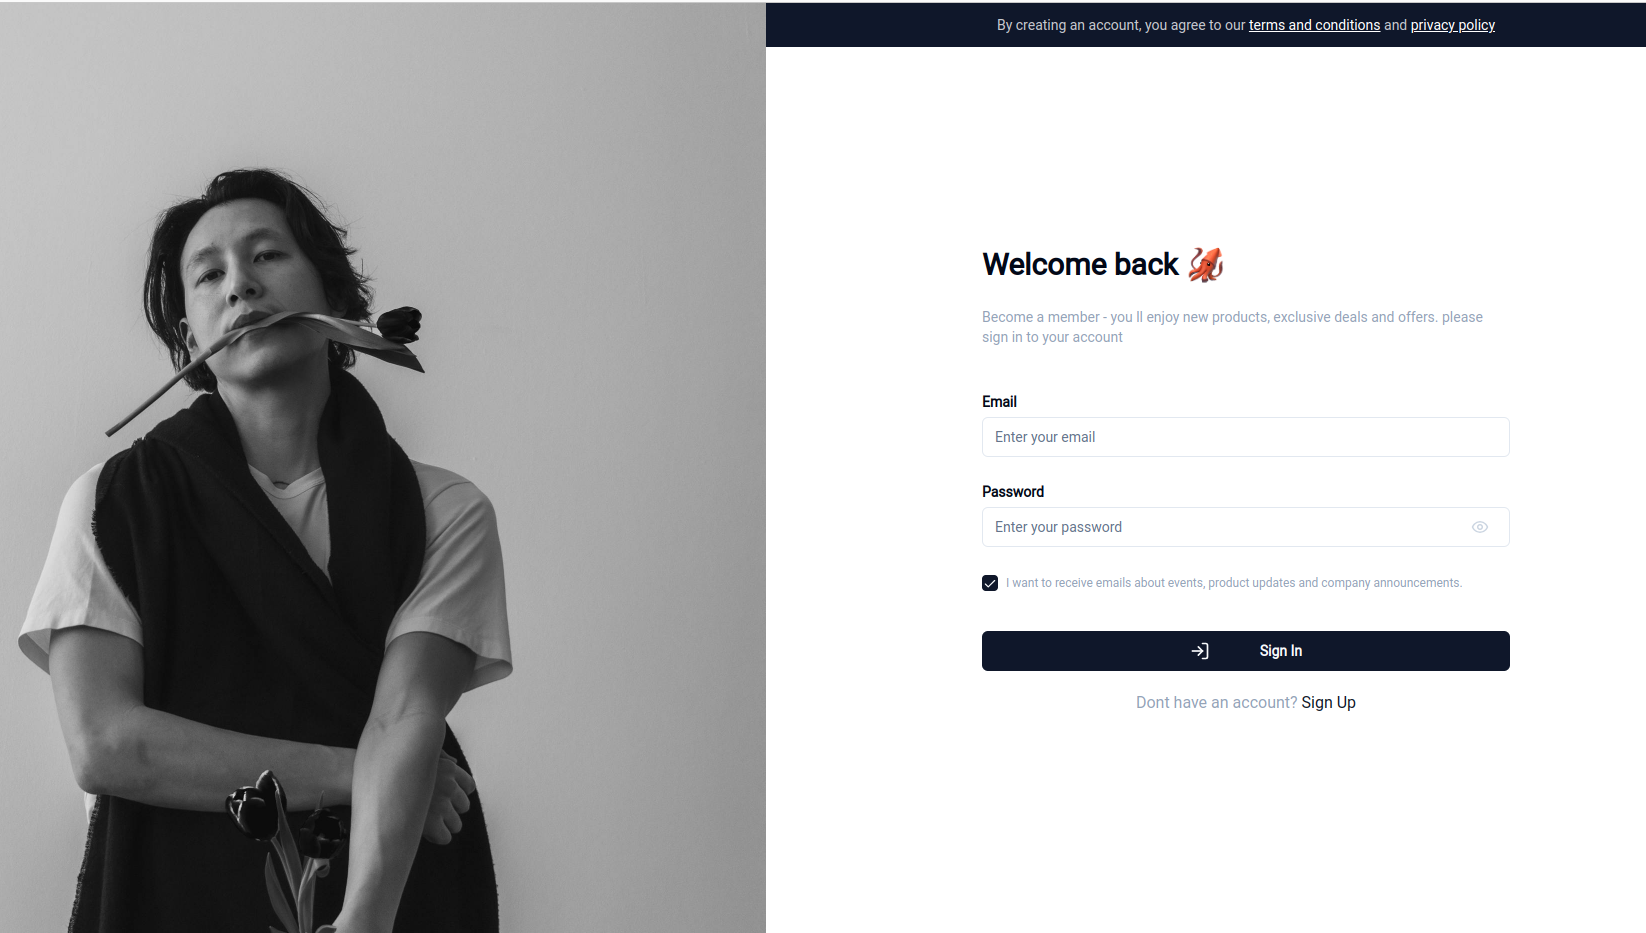 By creating an account, you agree to our terms and conditions and privacy policy
Welcome back 🦑
Become a member - you ll enjoy new products, exclusive deals and offers. please
sign in to your account
Email
Enter your email
Password
Enter your password
I want to receive emails about events, product updates and company announcements.
Sign In
Dont have an account? Sign Up